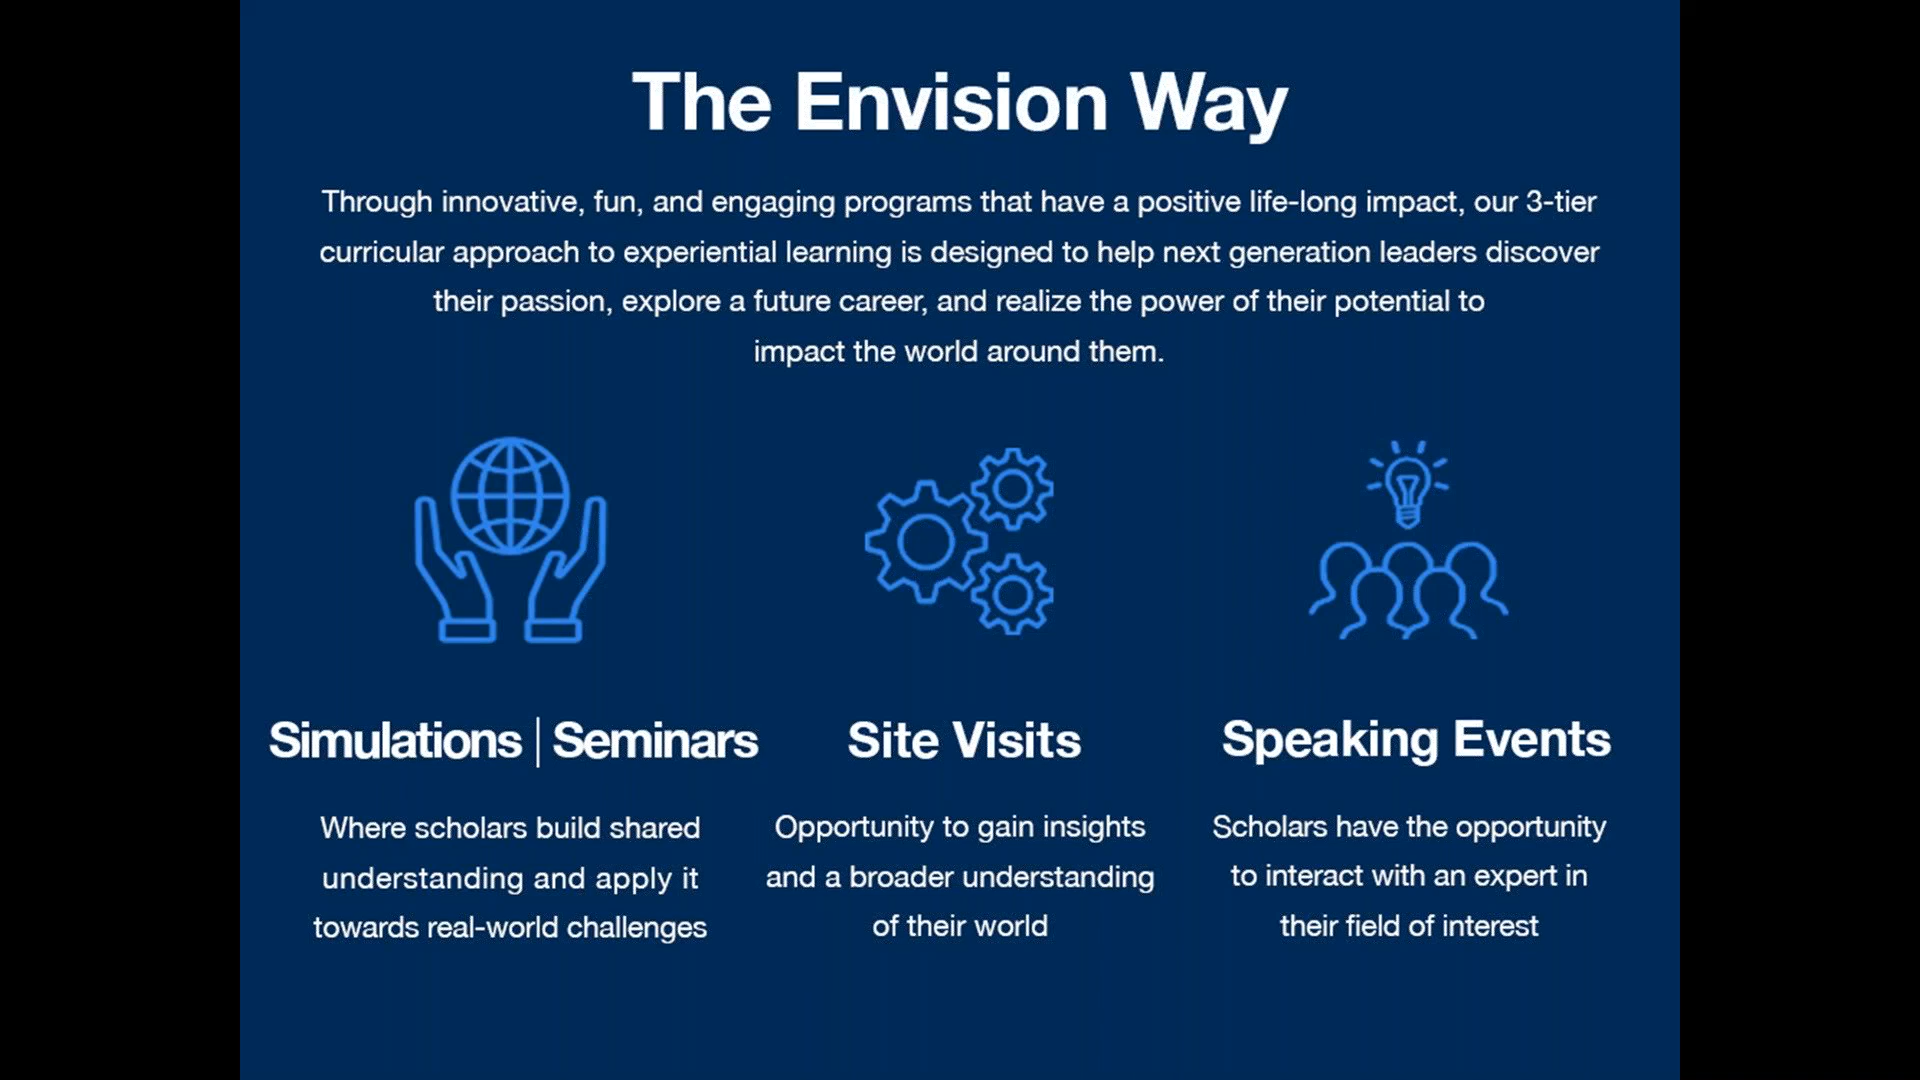 The Envision Way
Through innovative, fun, and engaging programs that have a positive life-long impact, our 3-tier
curricular approach to experiential learning is designed to help next generation leaders discover
their passion, explore a future career, and realize the power of their potential to
impact the world around them.
Simulations | Seminars
Where scholars build shared
understanding and apply it
towards real-world challenges
Site Visits
Opportunity to gain insights
and a broader understanding
of their world
Speaking Events
Scholars have the opportunity
to interact with an expert in
their field of interest